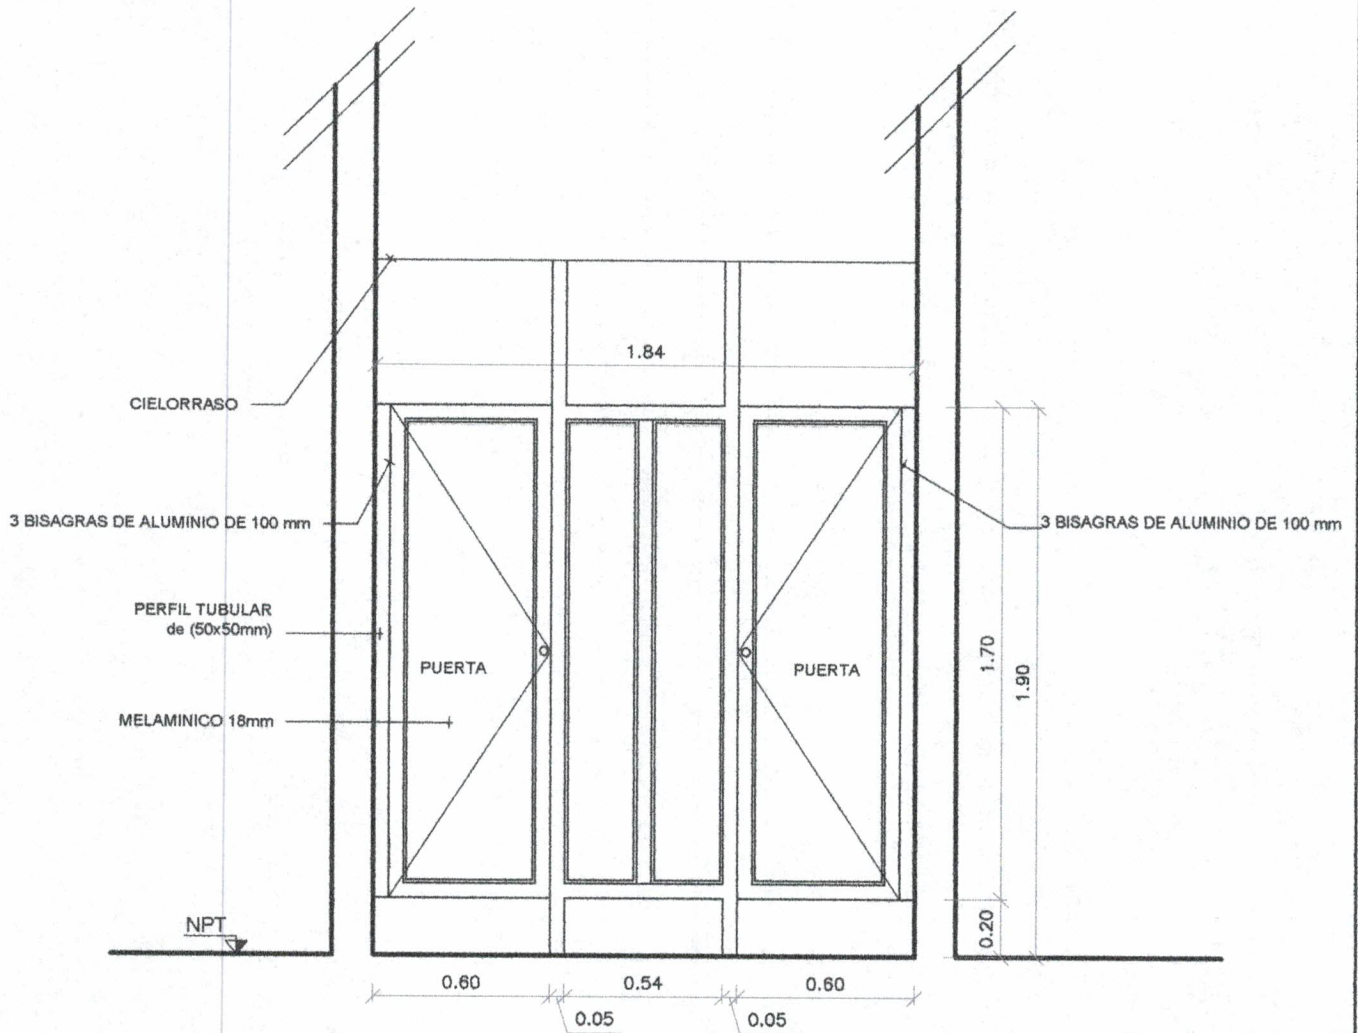 1.84
CIELORRASO
3 BISAGRAS DE ALUMINIO DE 100 mm
3 BISAGRAS DE ALUMINIO DE 100 mm
PERFIL TUBULAR
de (50x50mm)
PUERTA
PUERTA
1.70
1.90
MELAMINICO 18mm
NPT
0.20
0.60
0.54
0.60
0.05
0.05